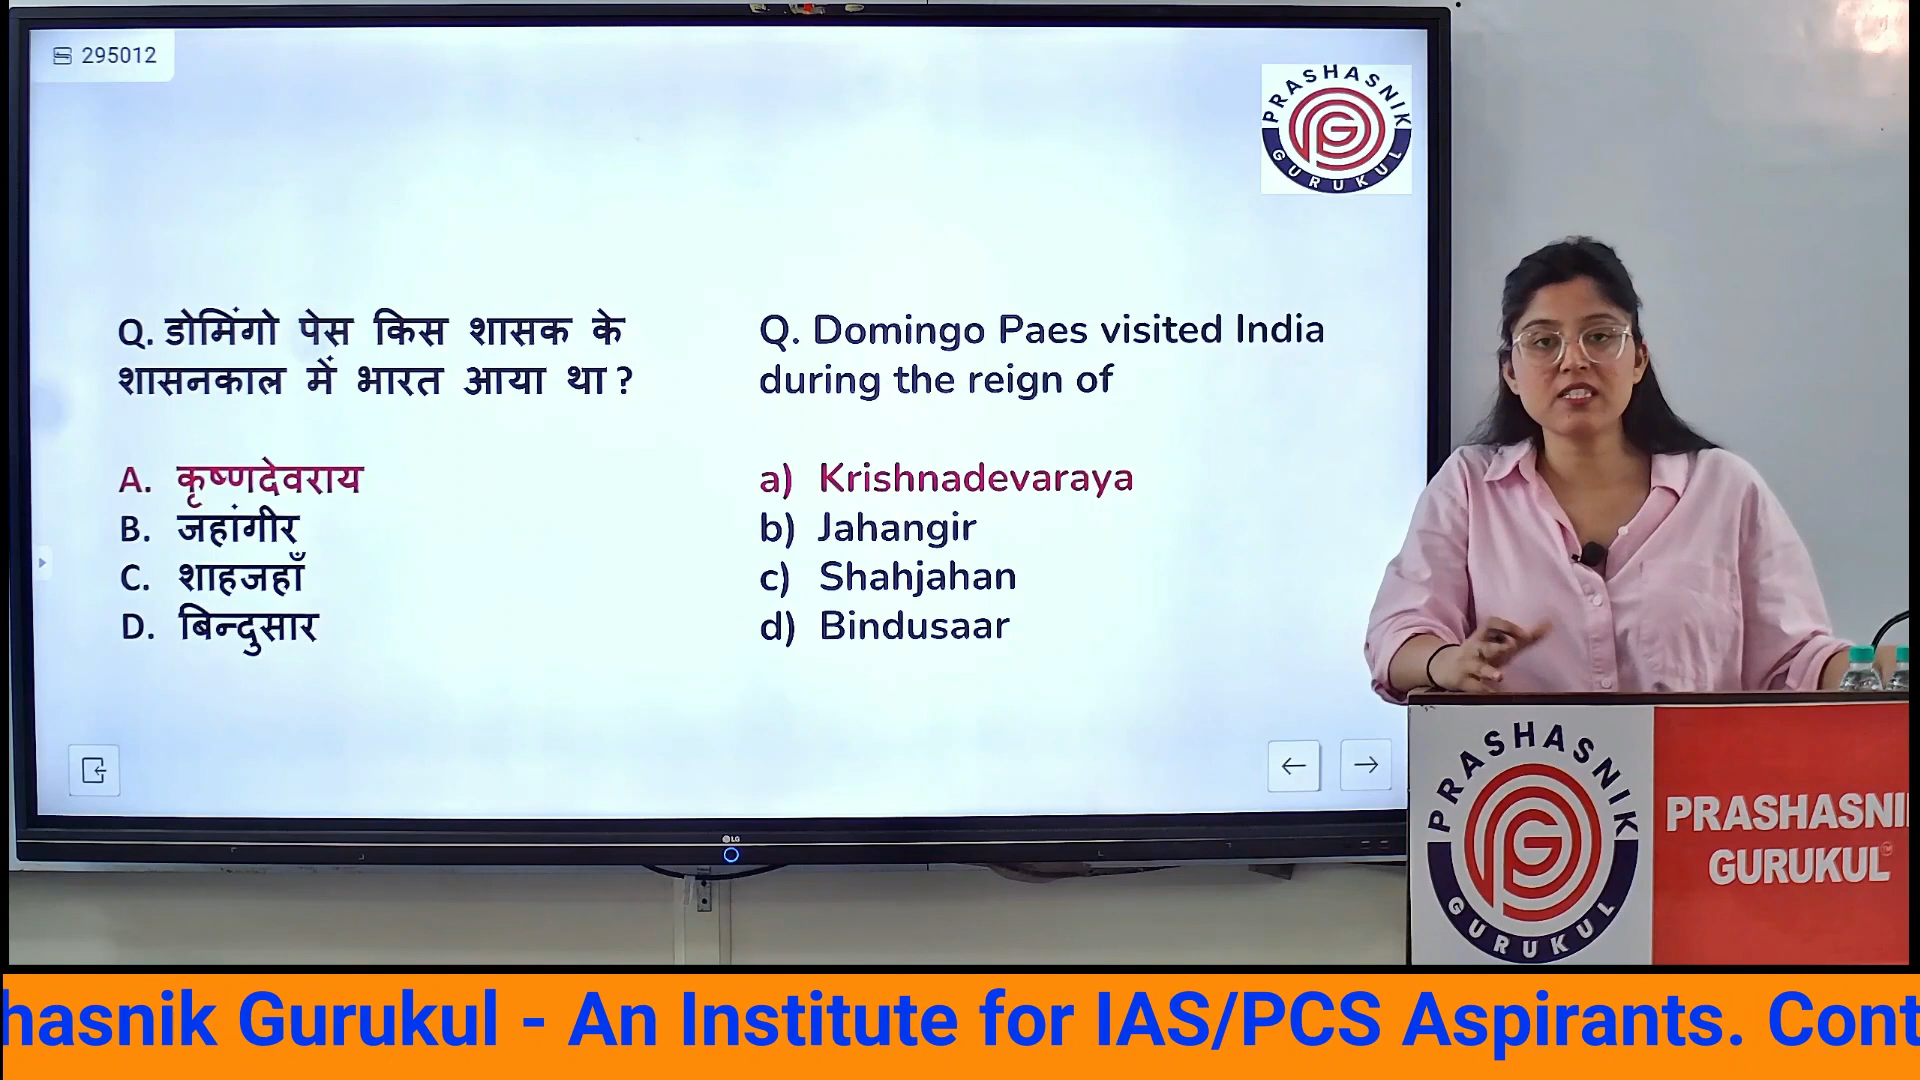 295012
PRASHASNIK
GURUKUL
Q. डोमिंगो पेस किस शासक के
शासनकाल में भारत आया था?
A. कृष्णदेवराय
B. जहांगीर
C. शाहजहाँ
D. बिन्दुसार
Q. Domingo Paes visited India
during the reign of
a) Krishnadevaraya
b) Jahangir
c) Shahjahan
d) Bindusaar
LG
PRASHASNIK
GURUKUL
PRASHASNI
GURUKUL
hasnik Gurukul - An Institute for IAS/PCS Aspirants. Cont